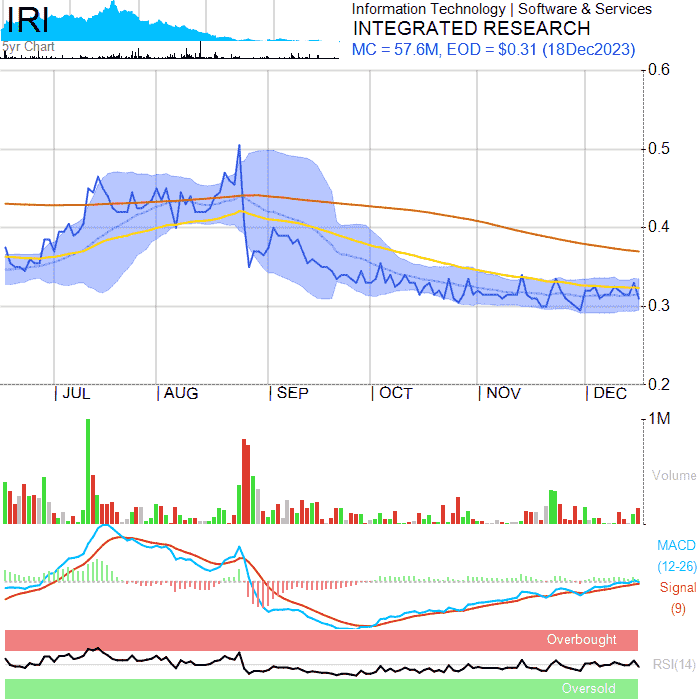 IRI
5yr Chart
Information Technology | Software & Services
INTEGRATED RESEARCH
MC = 57.6M, EOD = $0.31 (18Dec2023)
0.6
0.5
0.4
0.3
0.2
| JUL | AUG | SEP | OCT | NOV | DEC
1M
Volume
MACD
(12-26)
Signal
(9)
Overbought
RSI(14)
Oversold